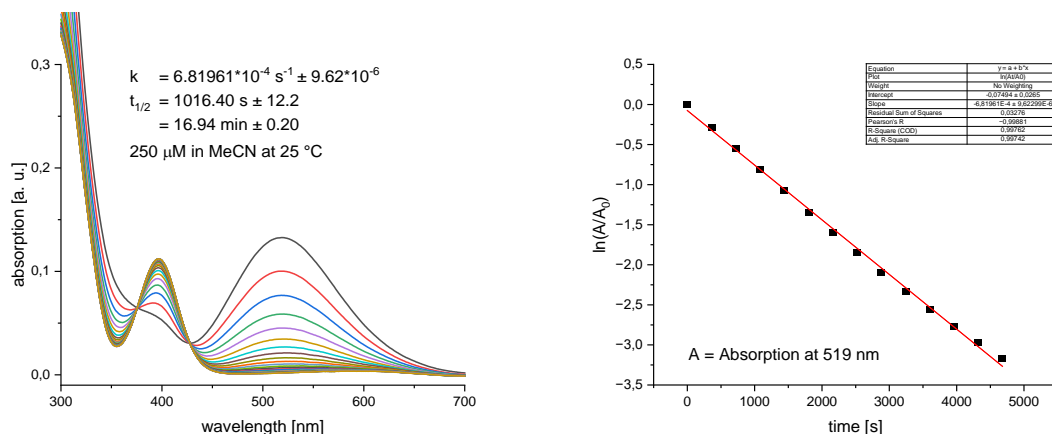 k = 6.81961*10-4 s-1 ± 9.62*10-6
t1/2 = 1016.40 s ± 12.2
= 16.94 min ± 0.20
250 μM in MeCN at 25 °C
absorption [a. u.]
0,3
0,2
0,1
0,0
300 400 500 600 700
wavelength [nm]
Equation y = a + b*x
Plot ln(At/A0)
Weight No Weighting
Intercept -0,07494 ± 0,0265
Slope -6,81961E-4 ± 9,62299E-6
Residual Sum of Squares 0,03276
Pearson's R -0,99881
R-Square (COD) 0,99762
Adj. R-Square 0,99742
ln(A/A0)
0,5
0,0
−0,5
−1,0
−1,5
−2,0
−2,5
−3,0
−3,5
A = Absorption at 519 nm
0 1000 2000 3000 4000 5000
time [s]